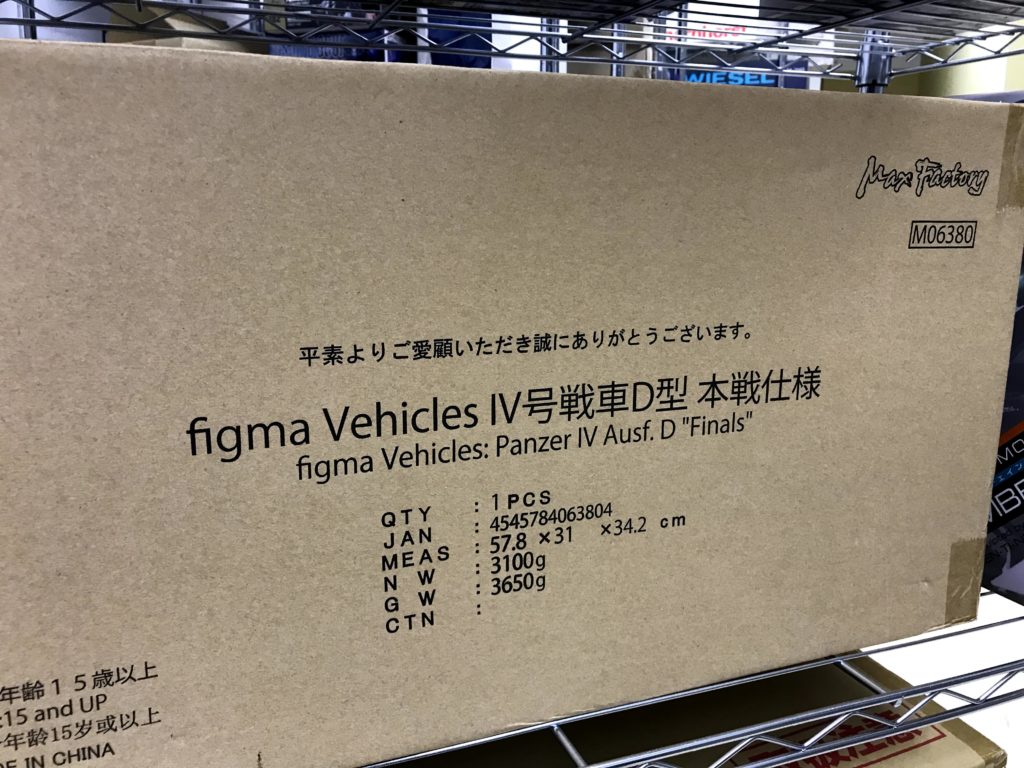 WIESEL
Max Factory
M06380
平素よりご愛顧いただき誠にありがとうございます。
figma Vehicles IV号戦車D型 本戦仕様
figma Vehicles: Panzer IV Ausf. D "Finals"
QTY : 1 PCS
JAN : 4545784063804
MEAS : 57.8 ×31 ×34.2 cm
N W : 3100g
G W : 3650g
CTN :
年齢15歳以上
:15 and UP
年龄15岁或以上
IN CHINA